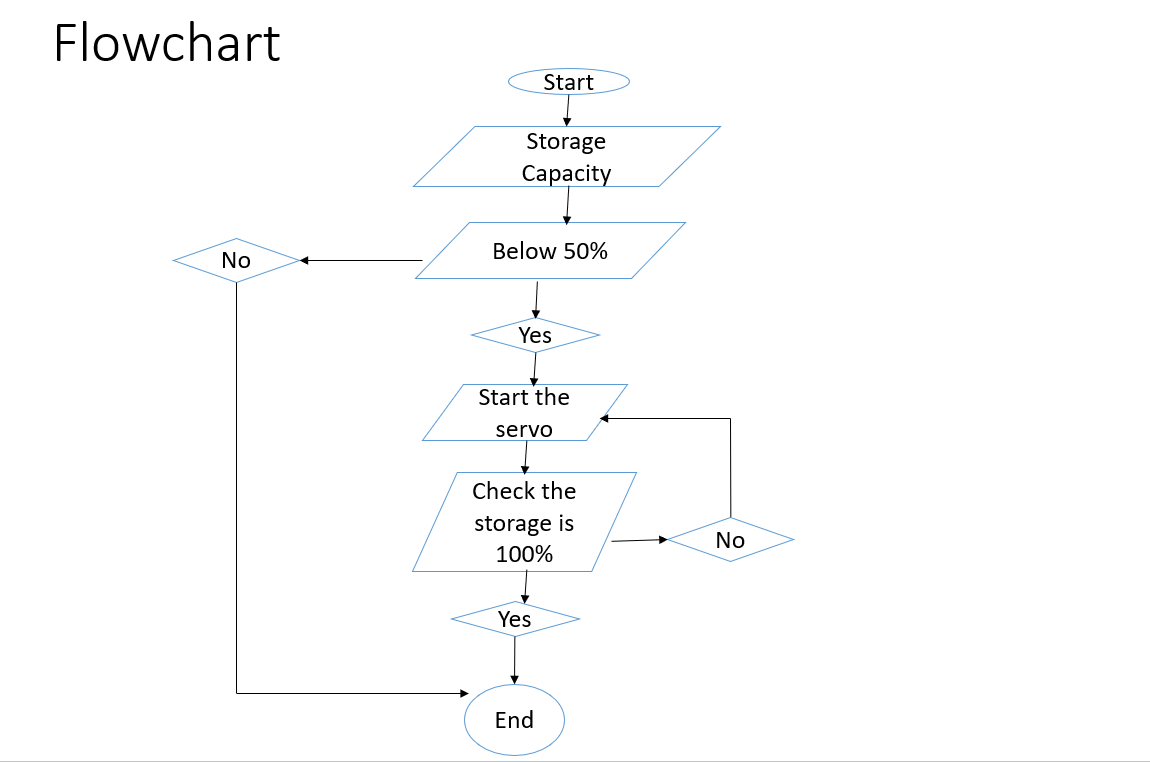 Flowchart
Start
Storage
Capacity
Below 50%
No
Yes
Start the
servo
Check the
storage is
100%
No
Yes
End